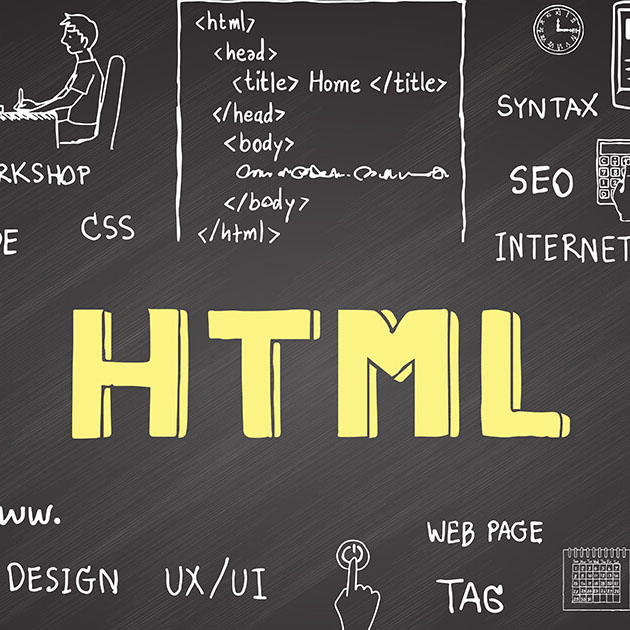 <html>
<head>
<title> Home </title>
</head>
<body>
</body>
</html>
RKSHOP
CSS
SYNTAX
SEO
INTERNET
HTML
ww.
DESIGN
UX/UI
WEB PAGE
TAG